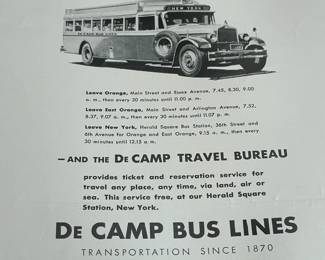 NEW YORK
DE CAMP BUS LINES
Leave Orange, Main Street and Essex Avenue, 7.45, 8.30, 9.00
a. m., then every 30 minutes until 11.00 p. m.
Leave East Orange, Main Street and Arlington Avenue, 7.52,
8.37, 9.07 a. m., then every 30 minutes until 11.07 p. m.
Leave New York, Herald Square Bus Station, 36th Street and
6th Avenue for Orange and East Orange, 9.15 a. m., then every
30 minutes until 12.15 a. m.
—AND THE DE CAMP TRAVEL BUREAU
provides ticket and reservation service for
travel any place, any time, via land, air or
sea. This service free, at our Herald Square
Station, New York.
DE CAMP BUS LINES
TRANSPORTATION SINCE 1870